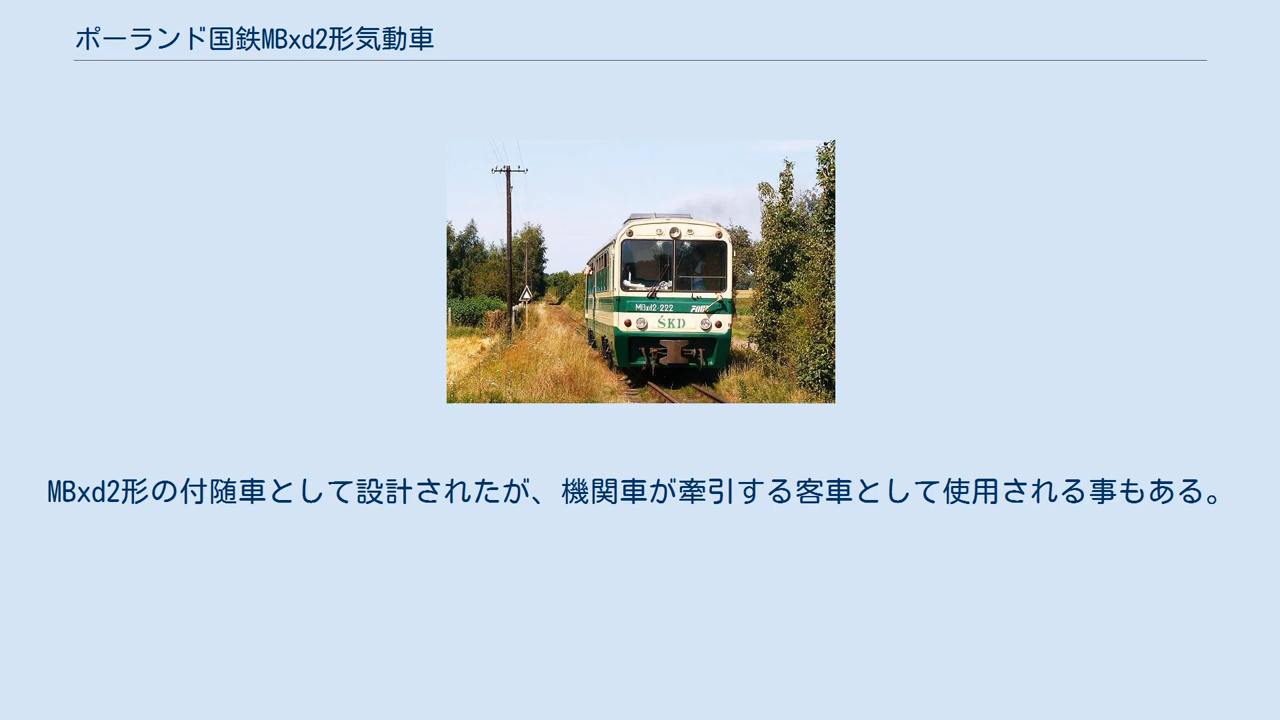 ポーランド国鉄MBxd2形気動車
MBxd2-222
ŚKD
MBxd2形の付随車として設計されたが、機関車が牽引する客車として使用される事もある。